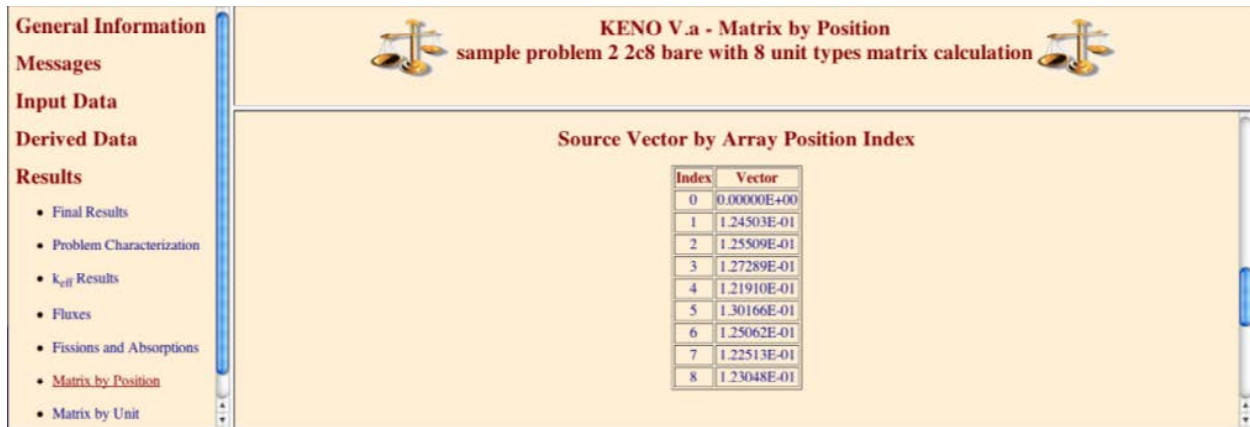 General Information
Messages
Input Data
Derived Data
Results
• Final Results
• Problem Characterization
• keff Results
• Fluxes
• Fissions and Absorptions
• Matrix by Position
• Matrix by Unit
KENO V.a - Matrix by Position
sample problem 2 2c8 bare with 8 unit types matrix calculation
Source Vector by Array Position Index
Index Vector
0 0.00000E+00
1 1.24503E-01
2 1.25509E-01
3 1.27289E-01
4 1.21910E-01
5 1.30166E-01
6 1.25062E-01
7 1.22513E-01
8 1.23048E-01